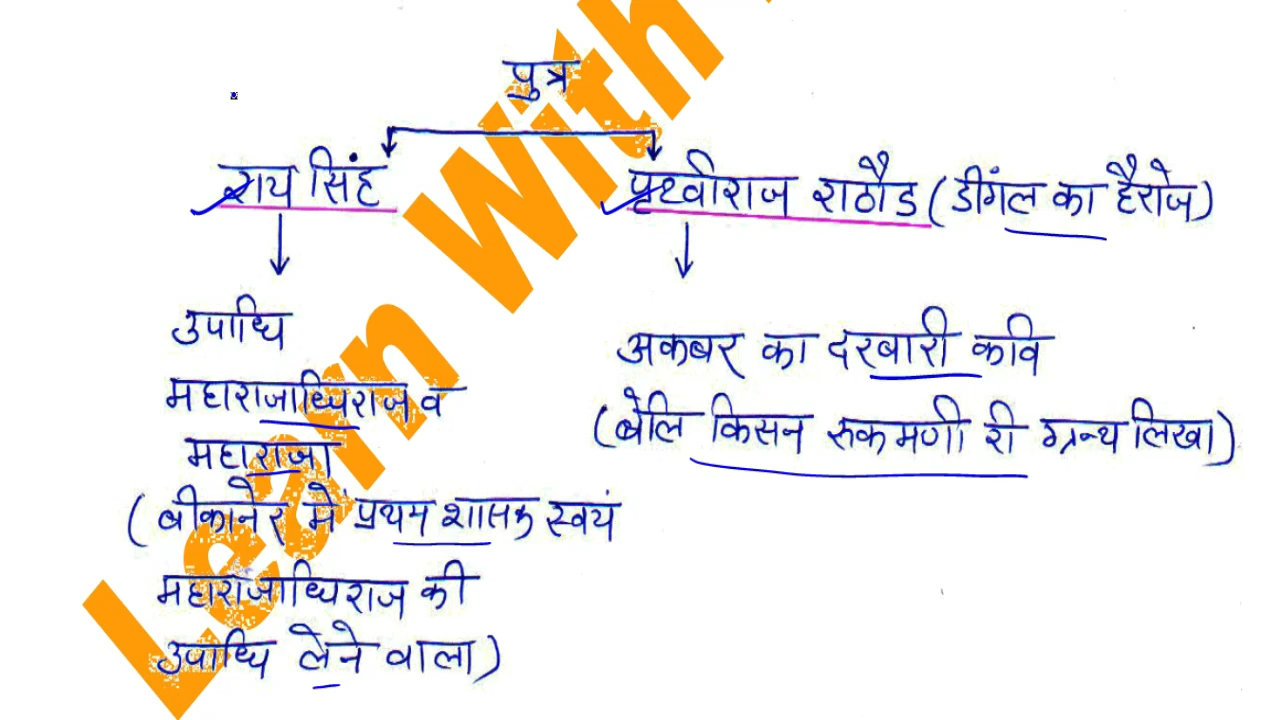 पुत्र
राय सिंह
पृथ्वीराज राठौड (डींगल का हैरोज)
उपाधि
महाराजाधिराज व
महाराजा
(बीकानेर में प्रथम शासक स्वयं
महाराजाधिराज की
उपाधि लेने वाला)
अकबर का दरबारी कवि
(बेलि किसन रुकमणी री ग्रन्थ लिखा)
Learn With